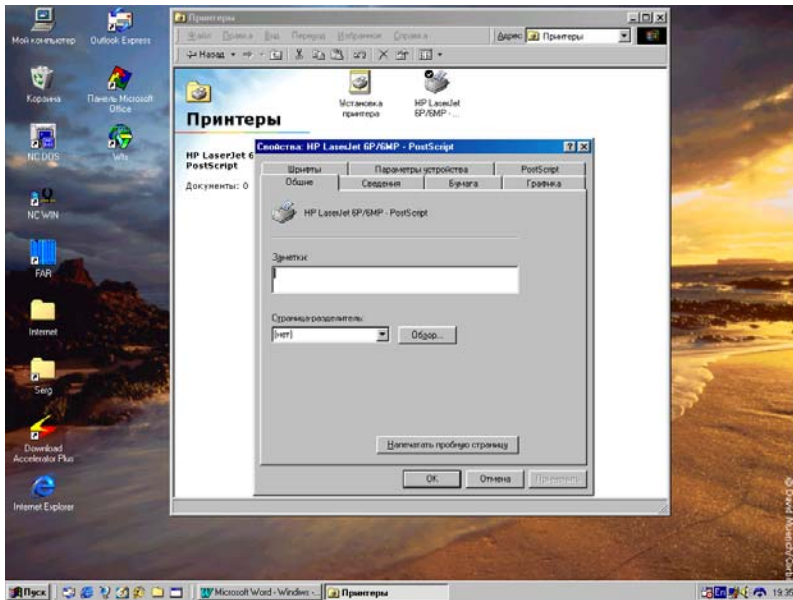 Мой компьютер
Outlook Express
Корзина
Панель Microsoft
Office
NC DOS
Wts
NC WIN
FAR
Internet
Serg
Download
Accelerator Plus
Internet Explorer
Принтеры
Файл Правка Вид Переход Избранное Справка
Адрес Принтеры
Назад
Принтеры
Установка
принтера
HP LaserJet
6P/6MP - ...
HP LaserJet 6
PostScript
Документы: 0
Свойства: HP LaserJet 6P/6MP - PostScript
Шрифты Параметры устройства PostScript
Общие Сведения Бумага Графика
HP LaserJet 6P/6MP - PostScript
Заметки:
Страница-разделитель:
(нет)
Обзор...
Напечатать пробную страницу
OK Отмена Применить
Пуск Microsoft Word - Windws -... Принтеры En 19:35